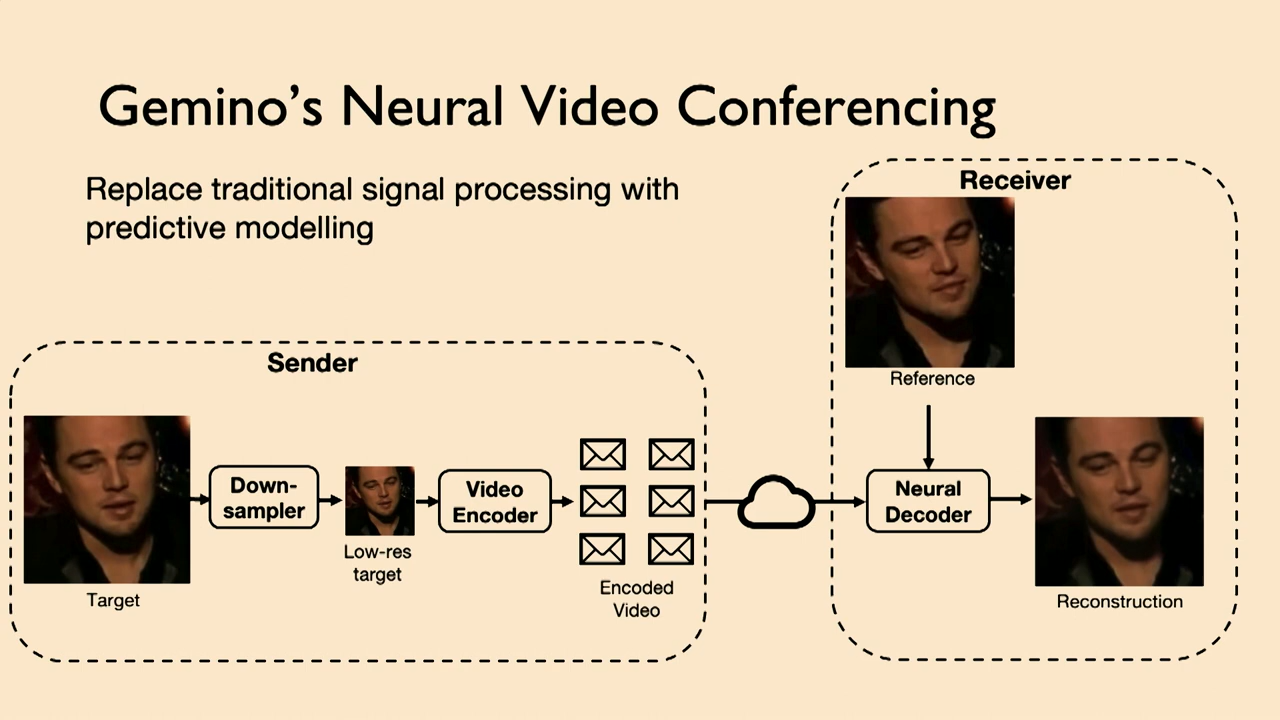 Gemino's Neural Video Conferencing
Replace traditional signal processing with
predictive modelling
Receiver
Reference
Sender
Target
Down-
sampler
Low-res
target
Video
Encoder
Encoded
Video
Neural
Decoder
Reconstruction